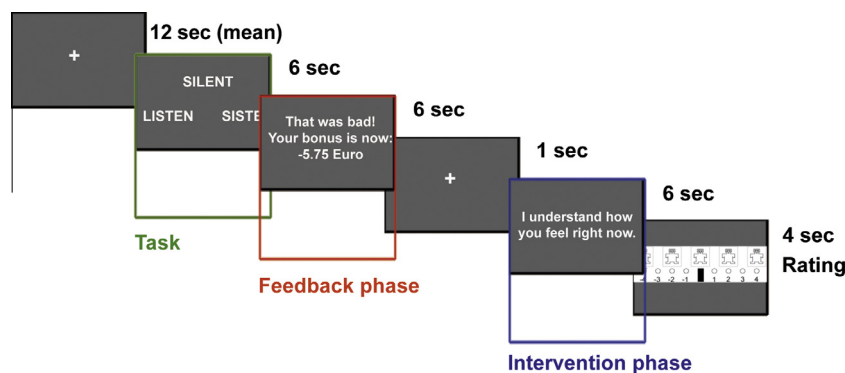 +
12 sec (mean)
SILENT
LISTEN SISTE
6 sec
That was bad!
Your bonus is now:
-5.75 Euro
6 sec
+
1 sec
I understand how
you feel right now.
6 sec
-4 -3 -2 -1 1 2 3 4
4 sec
Rating
Task
Feedback phase
Intervention phase